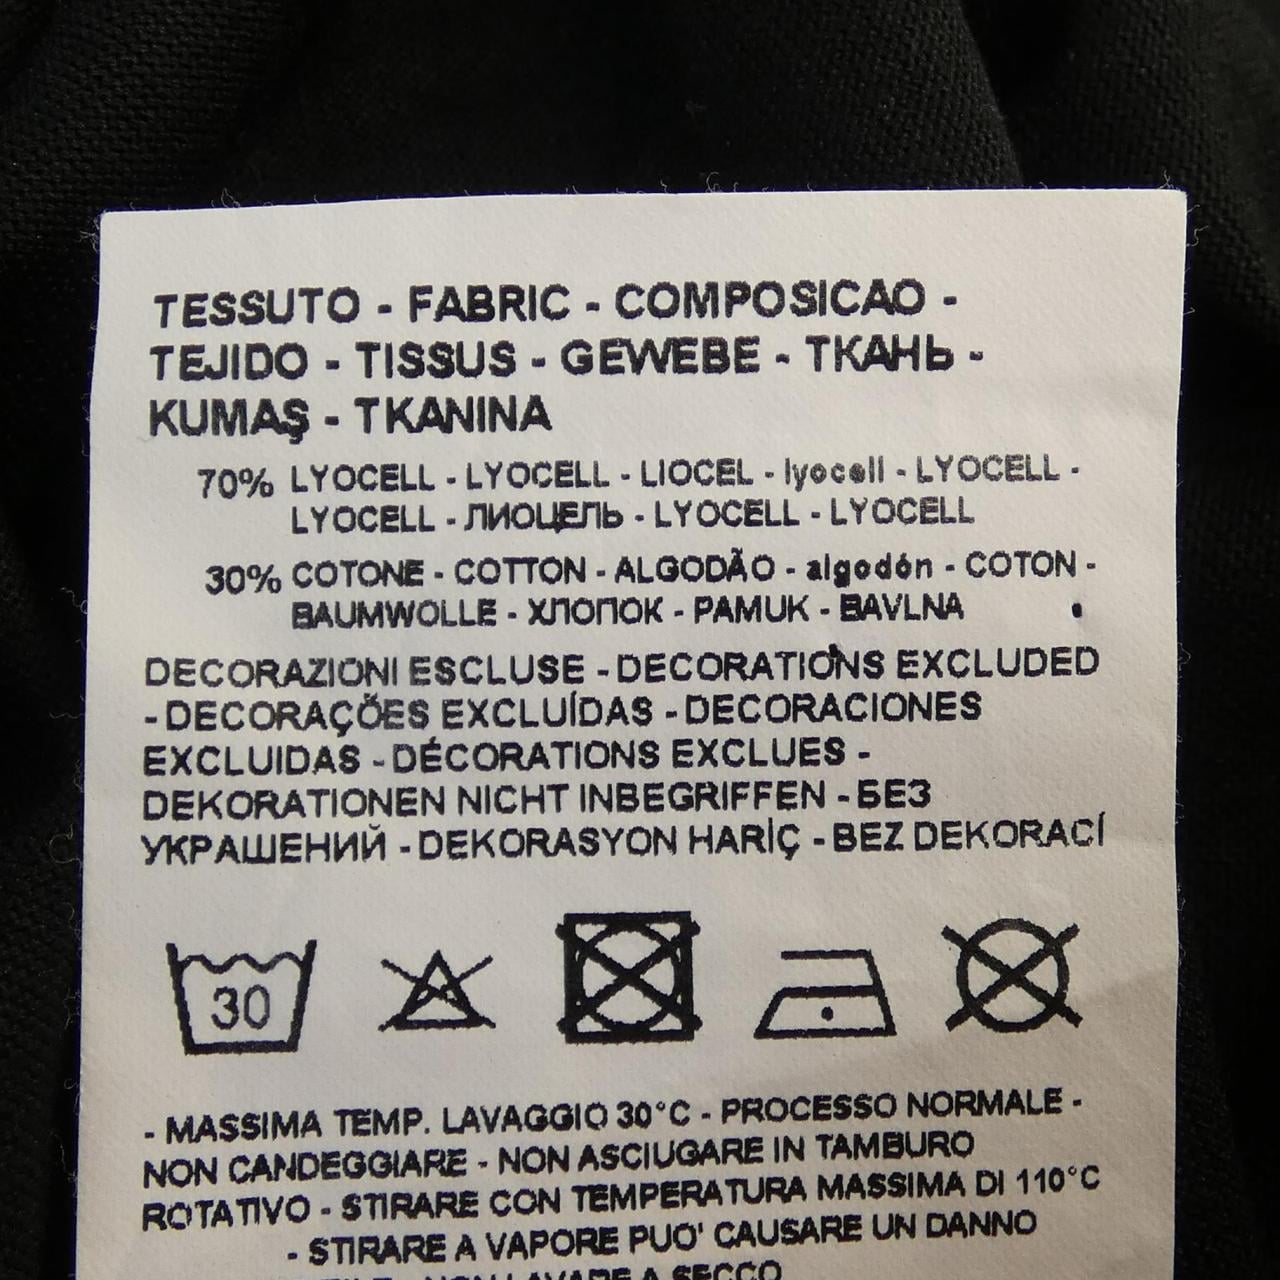 TESSUTO - FABRIC - COMPOSICAO -
TEJIDO - TISSUS - GEWEBE - ТКАНЬ -
KUMAŞ - TKANINA
70% LYOCELL - LYOCELL - LIOCEL - lyocell - LYOCELL -
LYOCELL - ЛИОЦЕЛЬ - LYOCELL - LYOCELL
30% COTONE - COTTON - ALGODÃO - algodón - COTON -
BAUMWOLLE - ХЛОПОК - PAMUK - BAVLNA
DECORAZIONI ESCLUSE - DECORATIONS EXCLUDED
- DECORAÇÕES EXCLUÍDAS - DECORACIONES
EXCLUIDAS - DÉCORATIONS EXCLUES -
DEKORATIONEN NICHT INBEGRIFFEN - БЕЗ
УКРАШЕНИЙ - DEKORASYON HARİÇ - BEZ DEKORACÍ
30
- MASSIMA TEMP. LAVAGGIO 30°C - PROCESSO NORMALE -
NON CANDEGGIARE - NON ASCIUGARE IN TAMBURO
ROTATIVO - STIRARE CON TEMPERATURA MASSIMA DI 110°C
- STIRARE A VAPORE PUO' CAUSARE UN DANNO
- NON LAVARE A SECCO